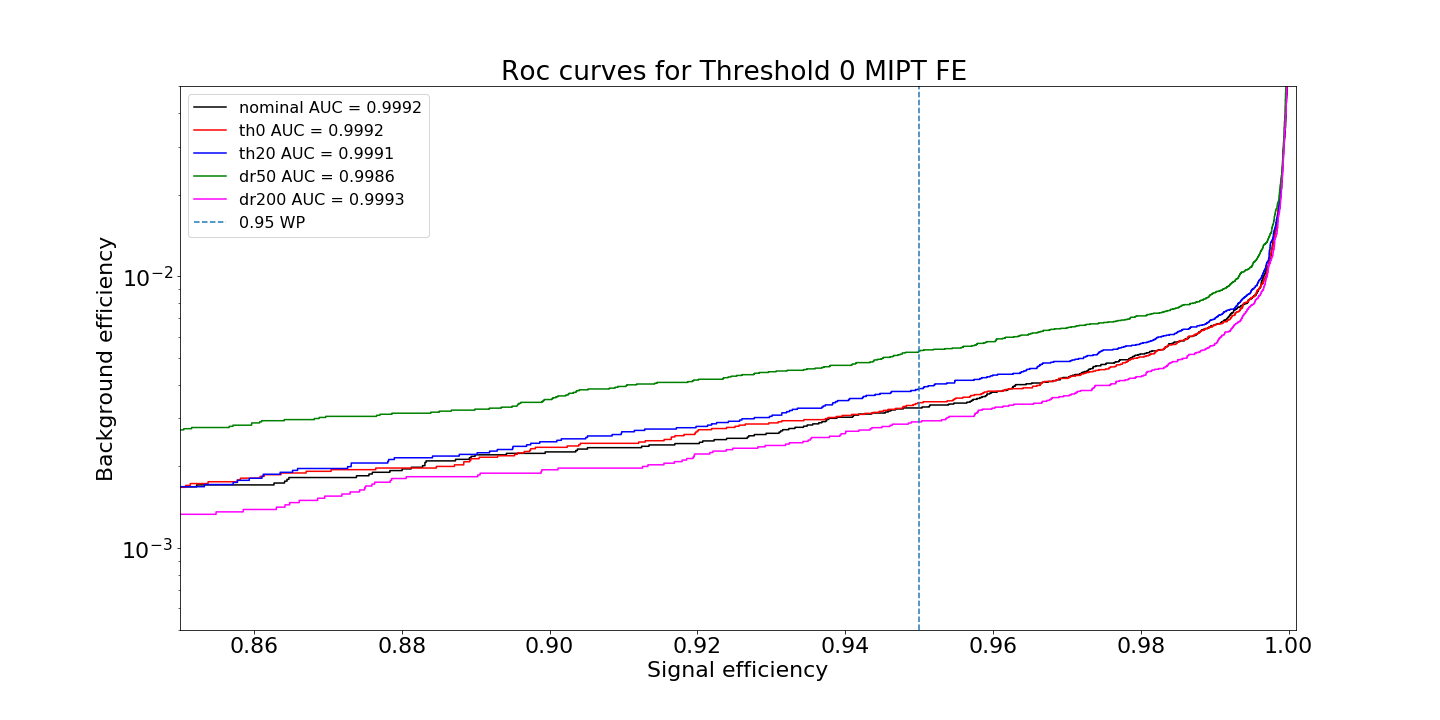 Roc curves for Threshold 0 MIPT FE
nominal AUC = 0.9992
th0 AUC = 0.9992
th20 AUC = 0.9991
dr50 AUC = 0.9986
dr200 AUC = 0.9993
0.95 WP
Background efficiency
10⁻²
10⁻³
0.86 0.88 0.90 0.92 0.94 0.96 0.98 1.00
Signal efficiency